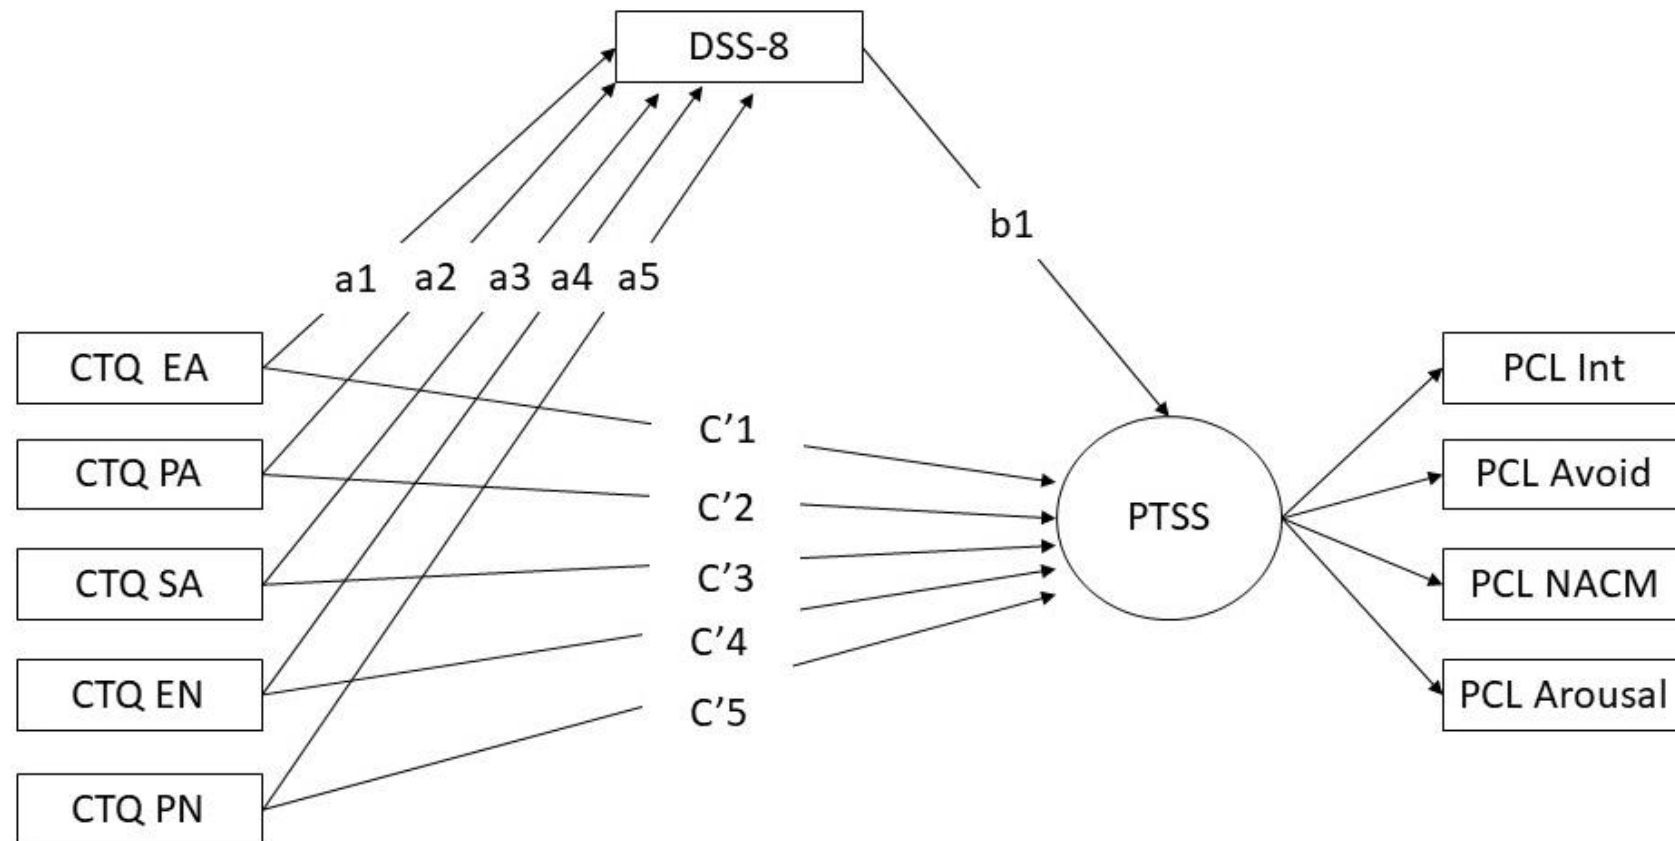 DSS-8
b1
a1 a2 a3 a4 a5
CTQ EA
CTQ PA
CTQ SA
CTQ EN
CTQ PN
C’1
C’2
C’3
C’4
C’5
PTSS
PCL Int
PCL Avoid
PCL NACM
PCL Arousal